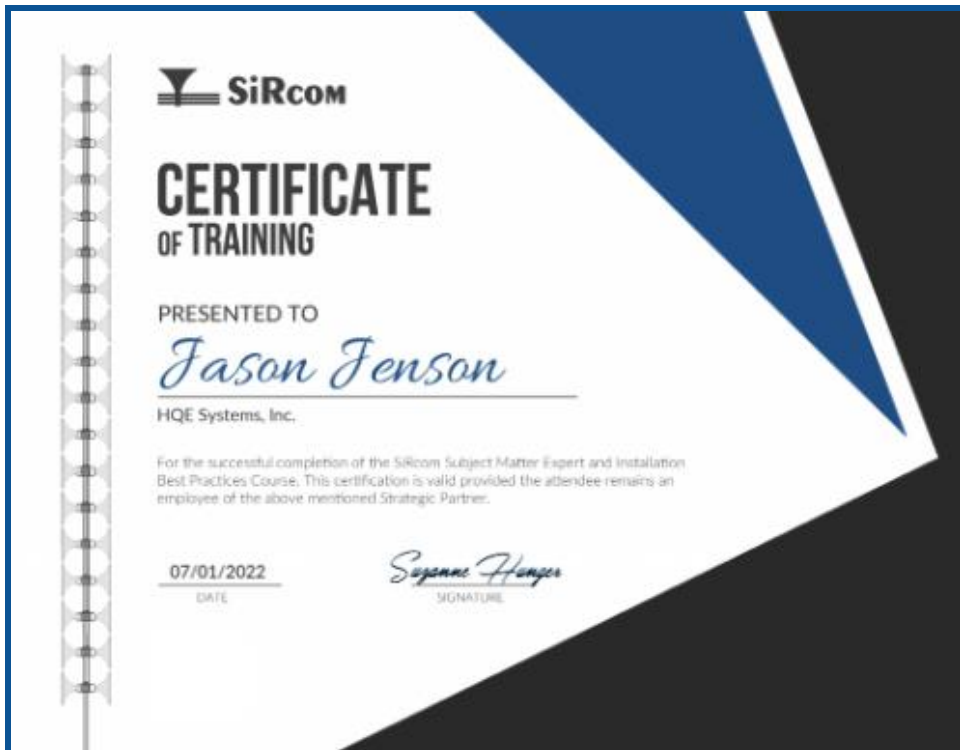 SiRcom
CERTIFICATE
OF TRAINING
PRESENTED TO
Jason Jenson
HQE Systems, Inc.
For the successful completion of the SiRcom Subject Matter Expert and Installation
Best Practices Course. This certification is valid provided the attendee remains an
employee of the above mentioned Strategic Partner.
07/01/2022
DATE
Suzanne Hunger
SIGNATURE